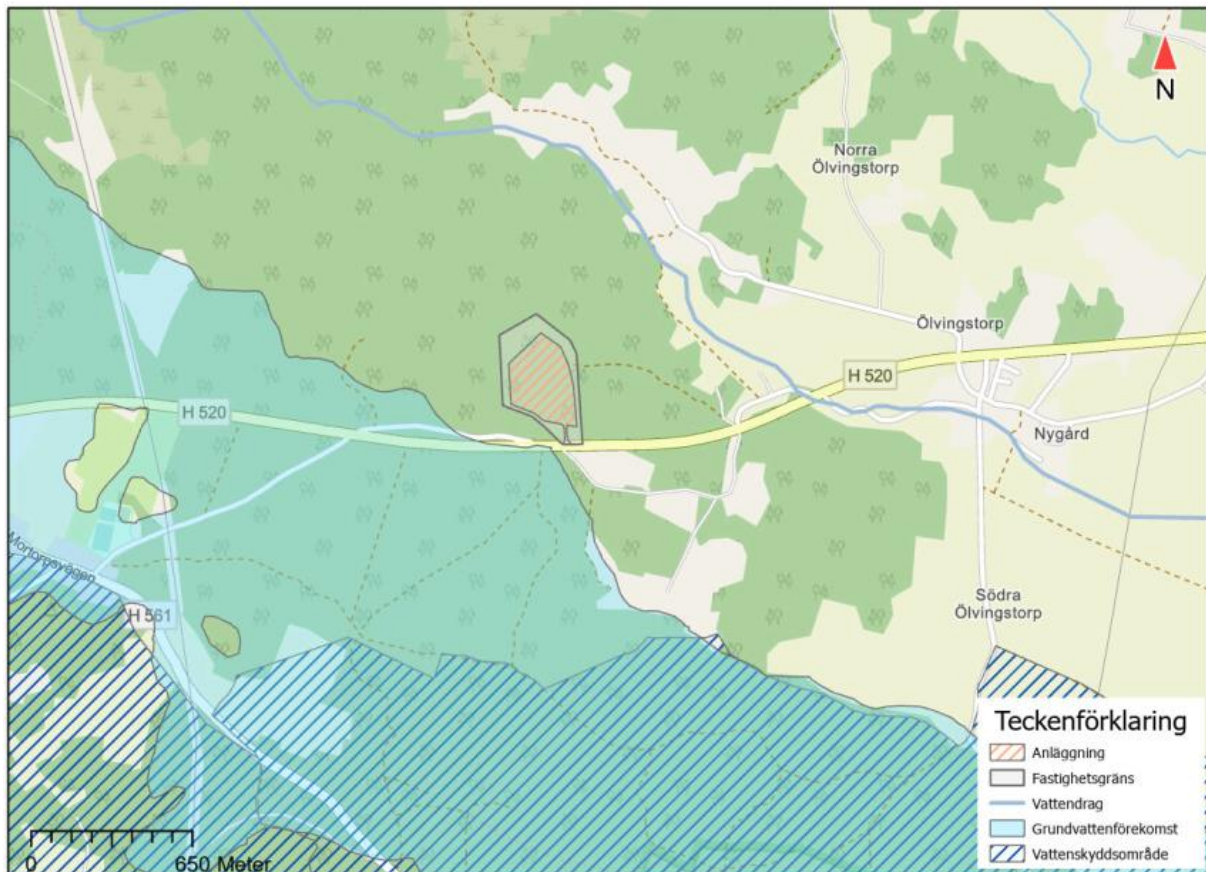 N
Norra
Ölvingstorp
Ölvingstorp
H 520
H 520
Nygård
Mortorpsvägen
H 561
Södra
Ölvingstorp
Teckenförklaring
Anläggning
Fastighetsgräns
Vattendrag
Grundvattenförekomst
Vattenskyddsområde
0 650 Meter